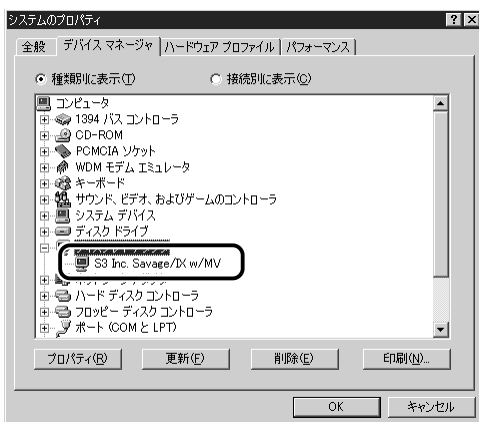 システムのプロパティ
全般 デバイス マネージャ ハードウェア プロファイル パフォーマンス
種類別に表示(T) 接続別に表示(C)
コンピュータ
1394 バス コントローラ
CD-ROM
PCMCIA ソケット
WDM モデム エミュレータ
キーボード
サウンド、ビデオ、およびゲームのコントローラ
システム デバイス
ディスク ドライブ
S3 Inc. Savage/IX w/MV
ハード ディスク コントローラ
フロッピー ディスク コントローラ
ポート (COM と LPT)
プロパティ(R) 更新(F) 削除(E) 印刷(N)...
OK キャンセル